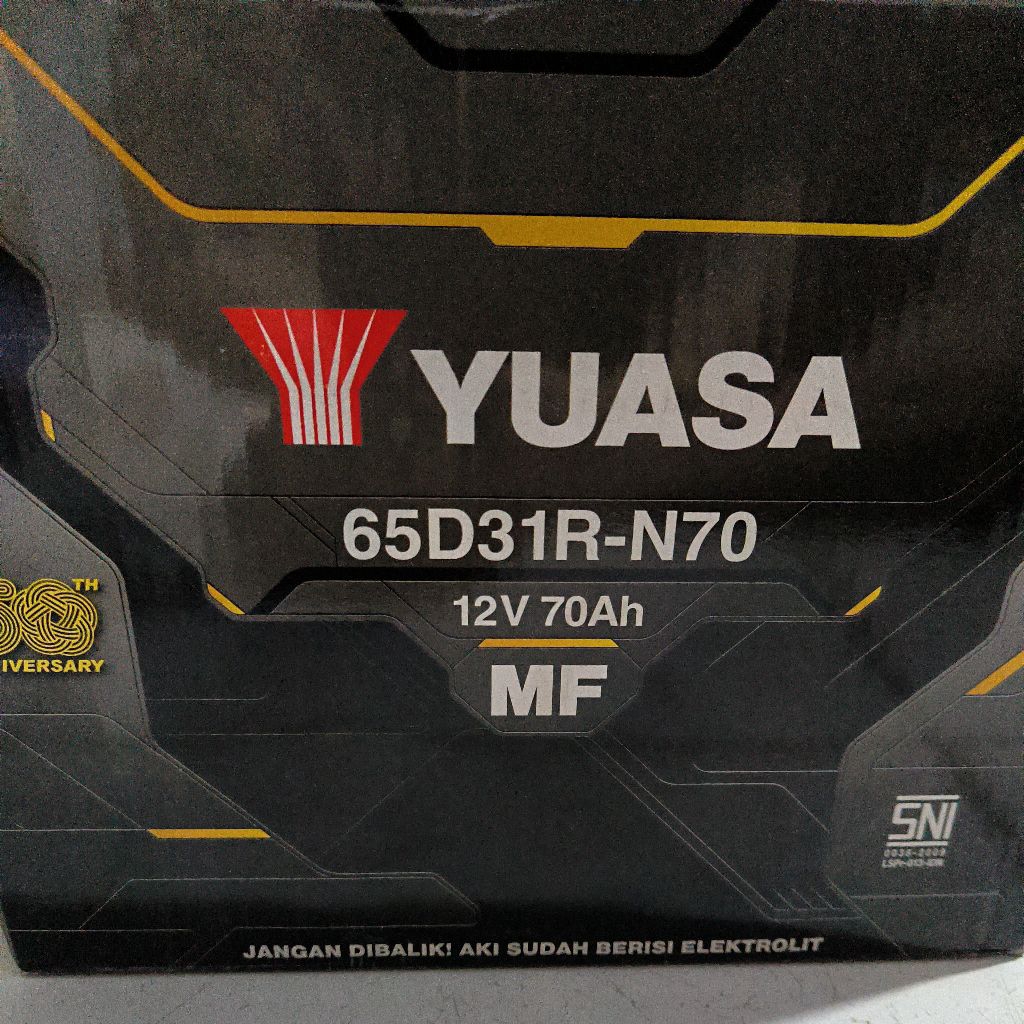 YUASA
65D31R-N70
12V 70Ah
MF
TH
IVERSARY
SNI
JANGAN DIBALIK! AKI SUDAH BERISI ELEKTROLIT